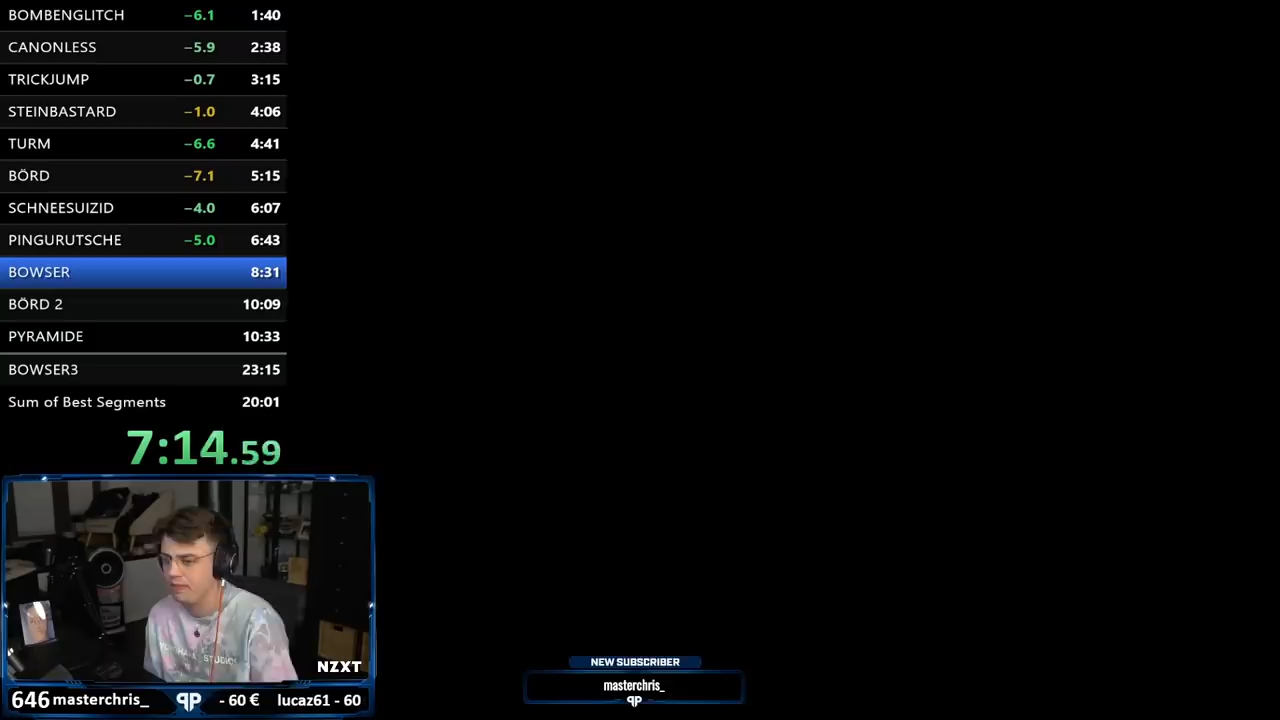 BOMBENGLITCH −6.1 1:40
CANONLESS −5.9 2:38
TRICKJUMP −0.7 3:15
STEINBASTARD −1.0 4:06
TURM −6.6 4:41
BÖRD −7.1 5:15
SCHNEESUIZID −4.0 6:07
PINGURUTSCHE −5.0 6:43
BOWSER 8:31
BÖRD 2 10:09
PYRAMIDE 10:33
BOWSER3 23:15
Sum of Best Segments 20:01
7:14.59
NZXT
646 masterchris_ - 60 € lucaz61 - 60
NEW SUBSCRIBER
masterchris_